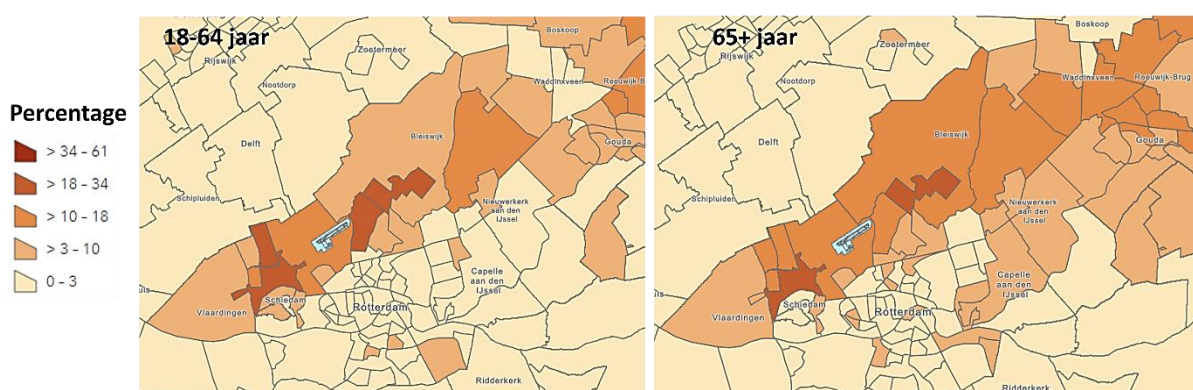 Percentage
> 34 - 61
> 18 - 34
> 10 - 18
> 3 - 10
0 - 3
18-64 jaar
Boskoop
Zoetermeer
Rijswijk
Waddinxveen
Reeuwijk-B
Nootdorp
Bleiswijk
Gouda
Delft
Schipluiden
Nieuwerkerk
aan den
IJssel
Capelle
aan den
IJssel
Schiedam
Vlaardingen
Rotterdam
Ridderkerk
65+ jaar
Boskoop
Zoetermeer
Rijswijk
Waddinxveen
Reeuwijk-Brug
Nootdorp
Bleiswijk
Gouda
Delft
Schipluiden
Nieuwerkerk
aan den
IJssel
Capelle
aan den
IJssel
Schiedam
Vlaardingen
Rotterdam
Ridderkerk